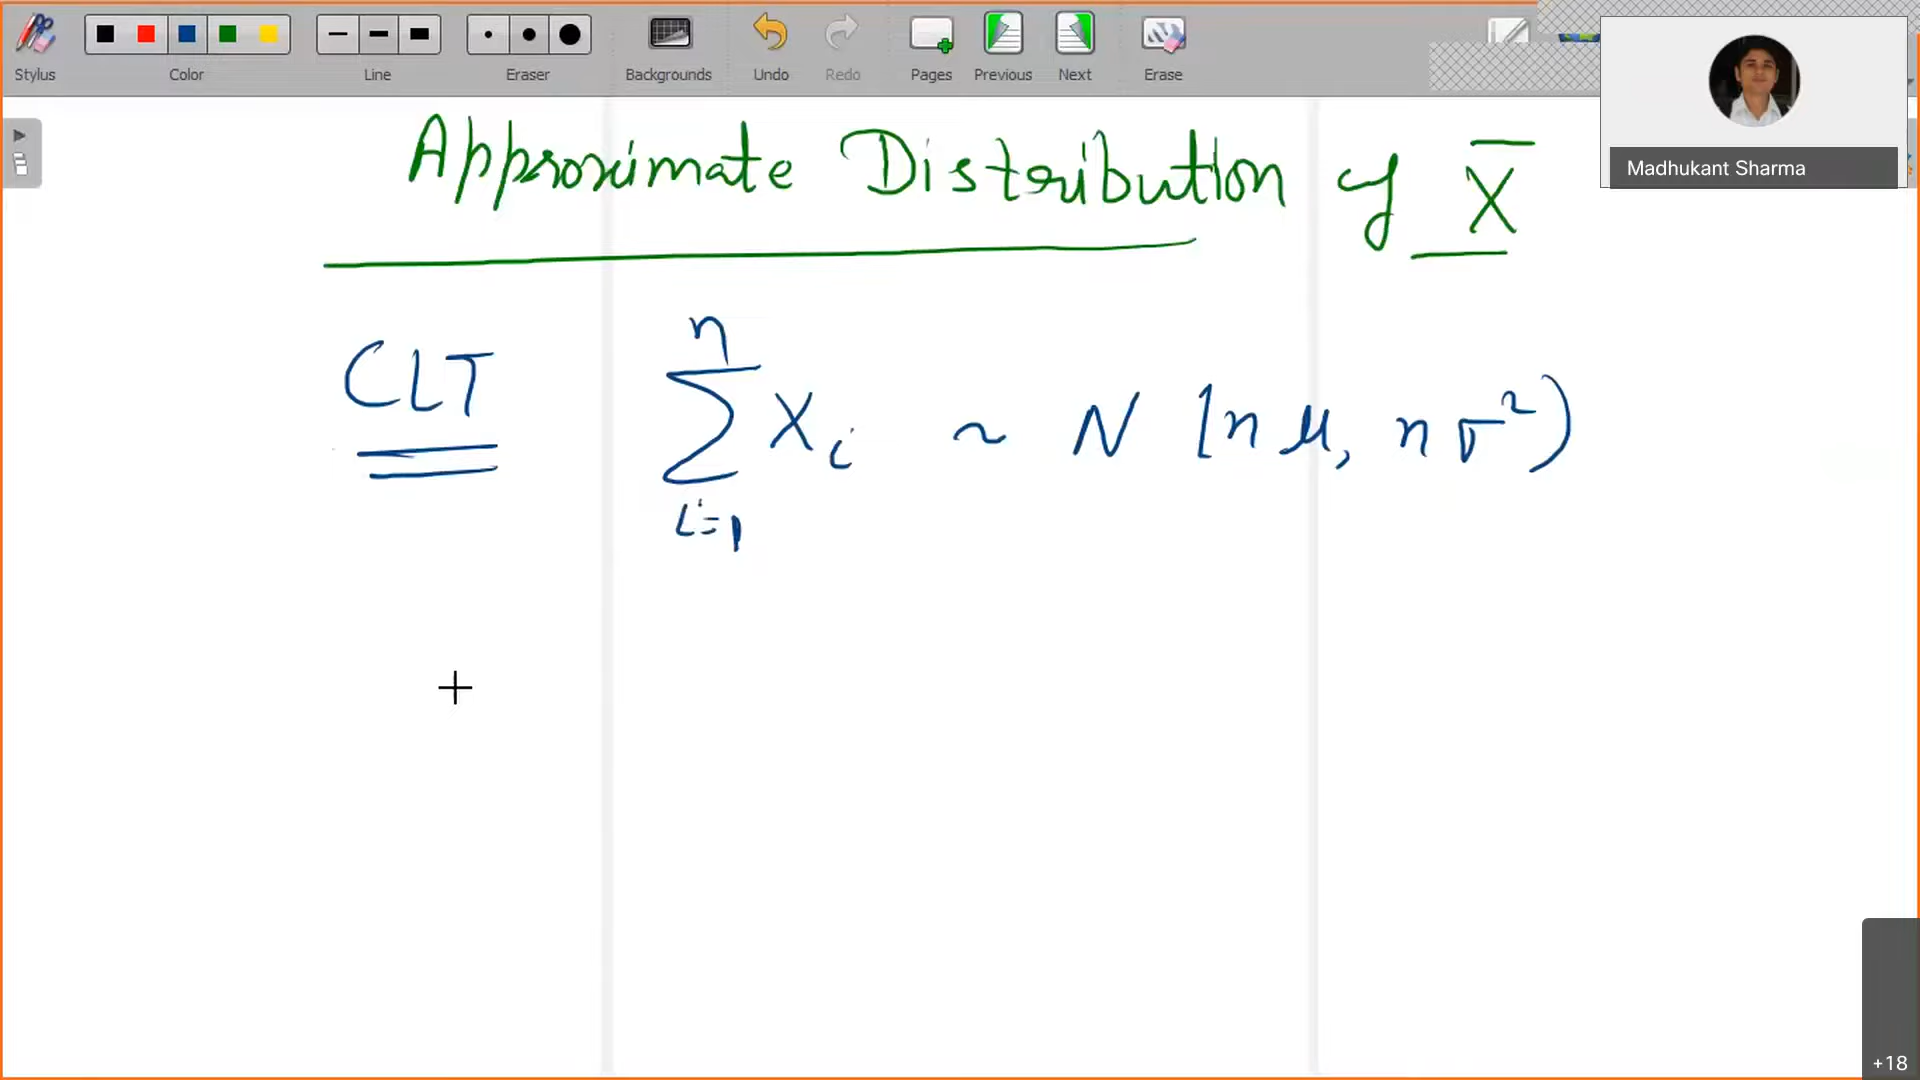 Stylus Color Line Eraser Backgrounds Undo Redo Pages Previous Next Erase
Madhukant Sharma
Approximate Distribution of X̅
CLT ∑ⁿᵢ₌₁ Xᵢ ~ N (nμ, nσ²)
+18